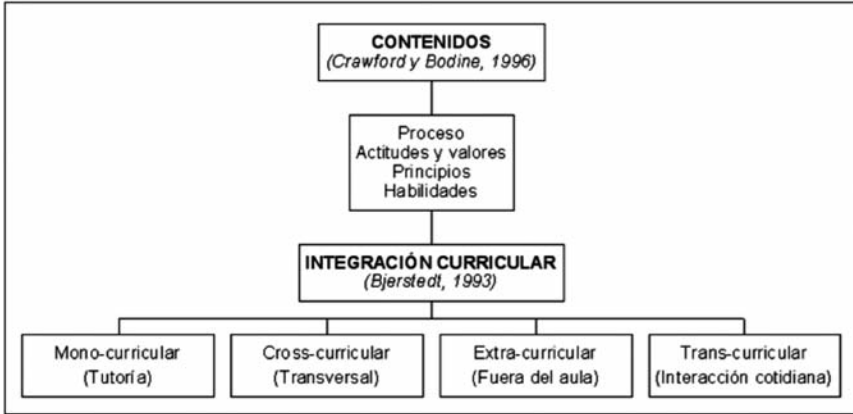 CONTENIDOS
(Crawford y Bodine, 1996)
Proceso
Actitudes y valores
Principios
Habilidades
INTEGRACIÓN CURRICULAR
(Bjerstedt, 1993)
Mono-curricular
(Tutoría)
Cross-curricular
(Transversal)
Extra-curricular
(Fuera del aula)
Trans-curricular
(Interacción cotidiana)